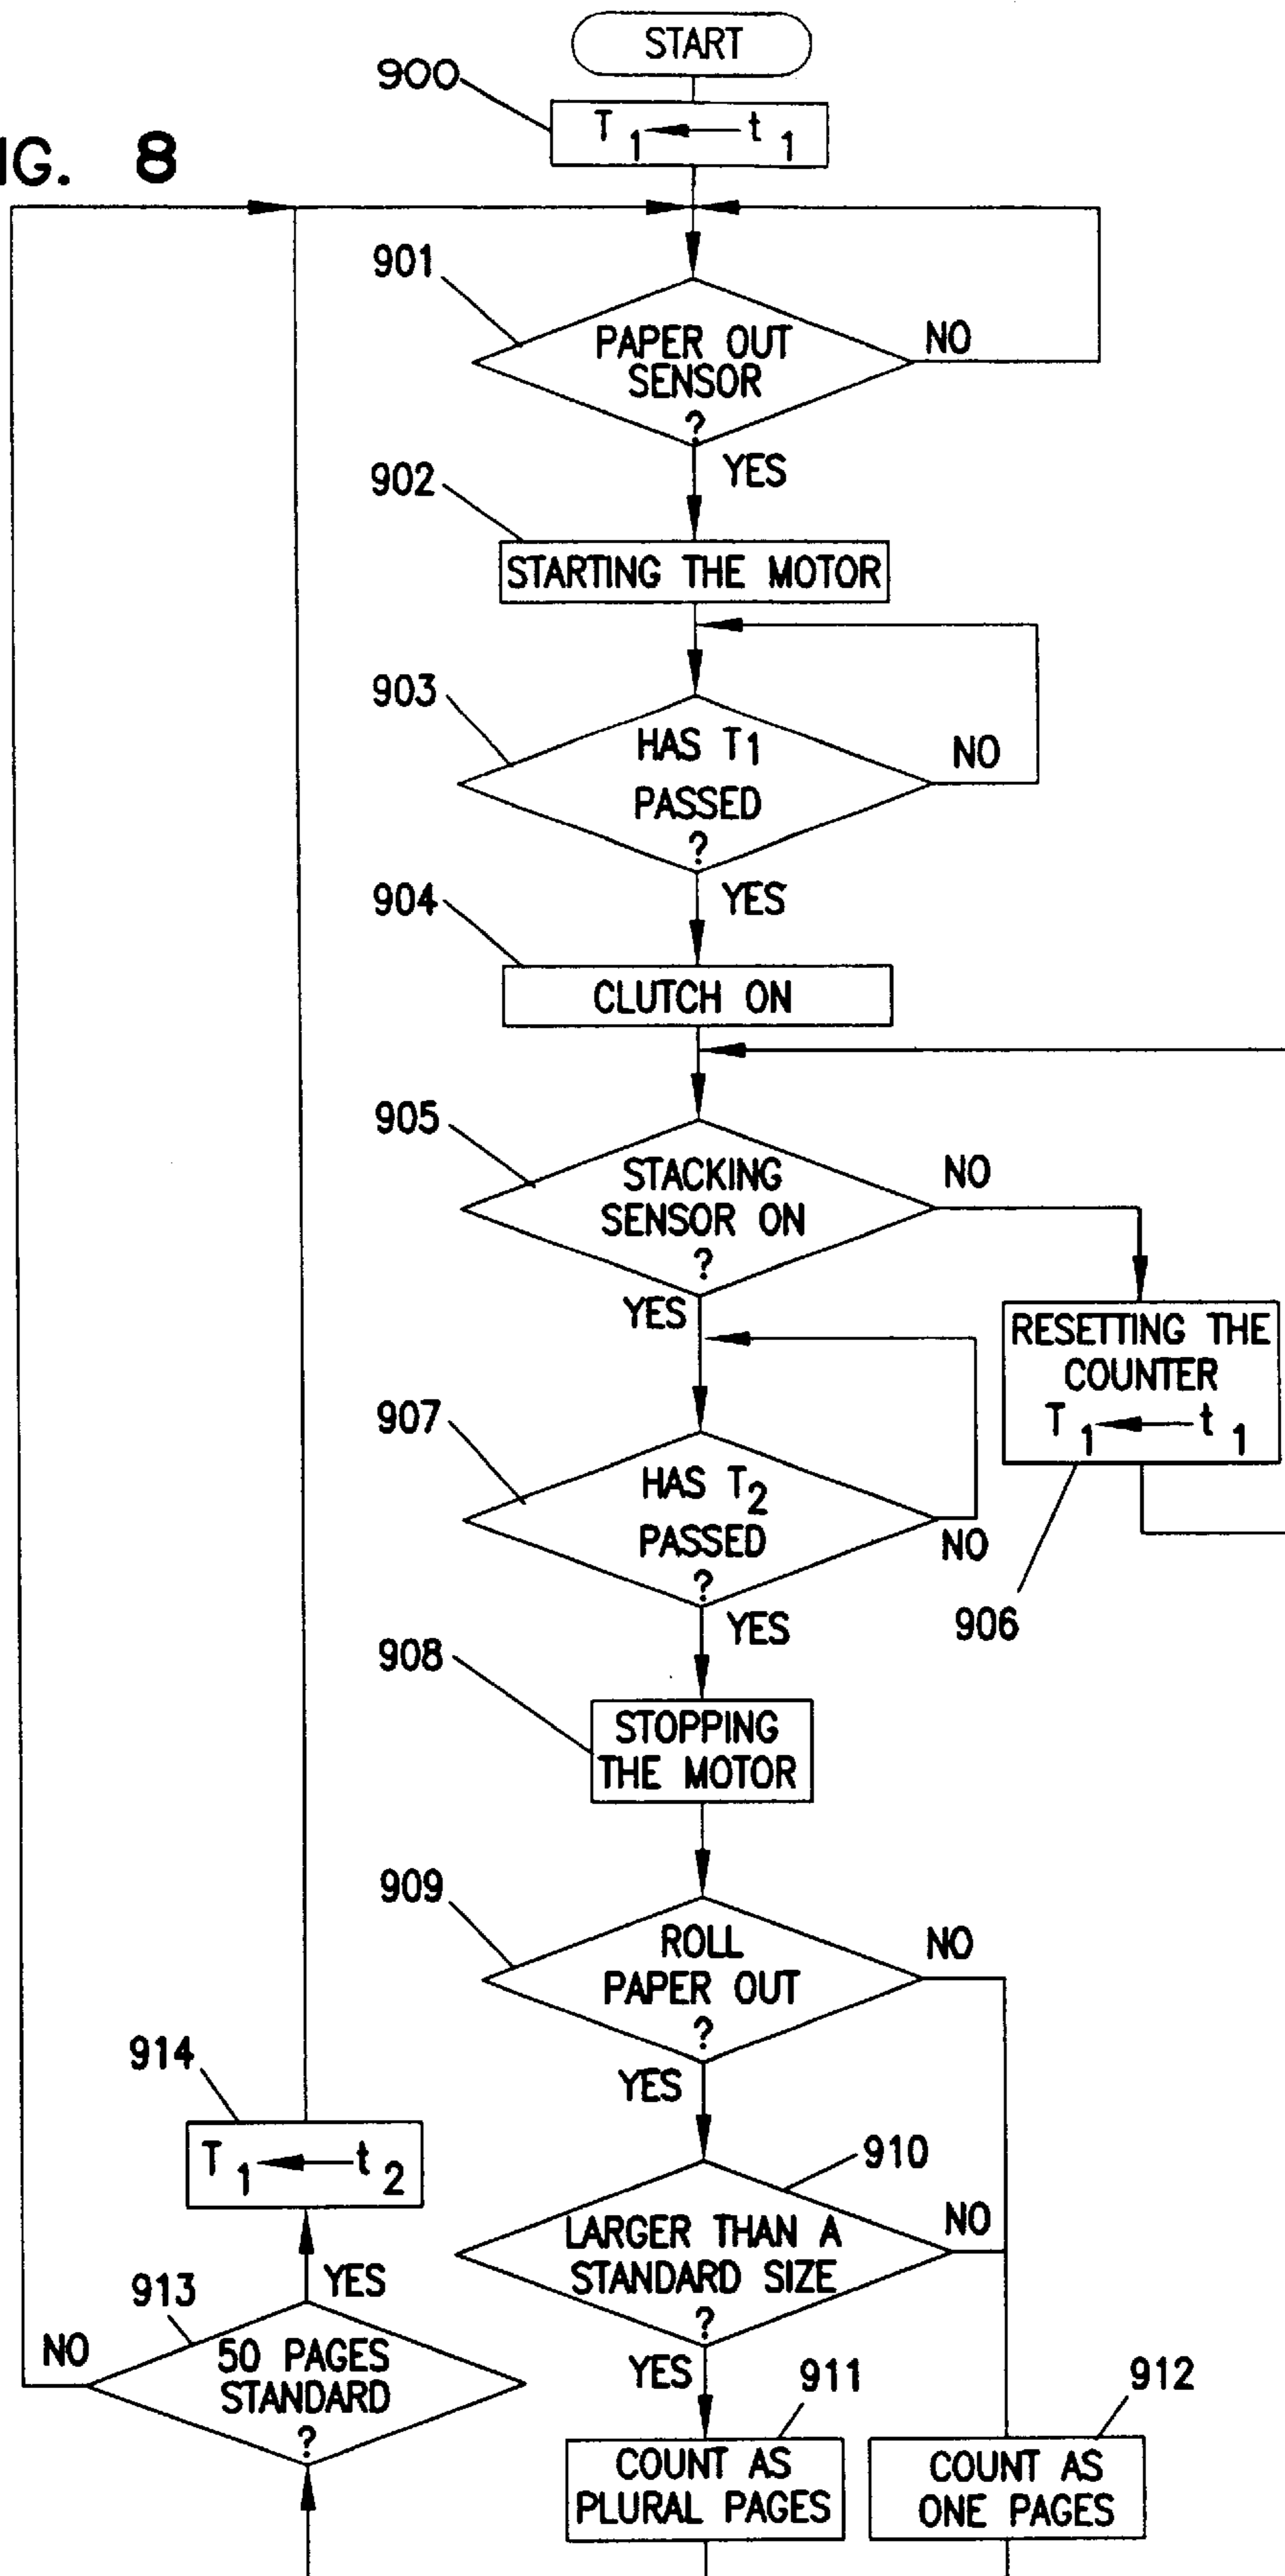 START
900
T1 ← t1
IG. 8
901
PAPER OUT
SENSOR
?
NO
YES
902
STARTING THE MOTOR
903
HAS T1
PASSED
?
NO
YES
904
CLUTCH ON
905
STACKING
SENSOR ON
?
NO
YES
RESETTING THE
COUNTER
T1 ← t1
906
907
HAS T2
PASSED
?
NO
YES
908
STOPPING
THE MOTOR
909
ROLL
PAPER OUT
?
NO
YES
910
LARGER THAN A
STANDARD SIZE
?
NO
YES
911
COUNT AS
PLURAL PAGES
912
COUNT AS
ONE PAGES
913
50 PAGES
STANDARD
?
NO
YES
914
T1 ← t2